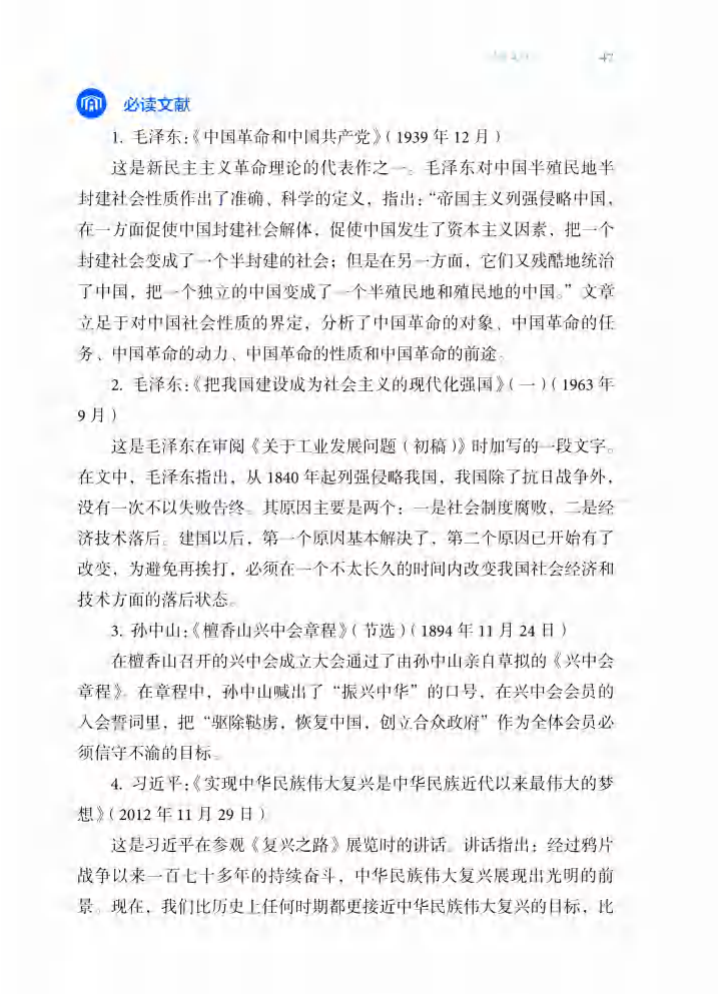 47
必读文献
1. 毛泽东:《中国革命和中国共产党》(1939 年 12 月)
这是新民主主义革命理论的代表作之一。毛泽东对中国半殖民地半
封建社会性质作出了准确、科学的定义，指出：“帝国主义列强侵略中国，
在一方面促使中国封建社会解体，促使中国发生了资本主义因素，把一个
封建社会变成了一个半封建的社会；但是在另一方面，它们又残酷地统治
了中国，把一个独立的中国变成了一个半殖民地和殖民地的中国。”文章
立足于对中国社会性质的界定，分析了中国革命的对象、中国革命的任
务、中国革命的动力、中国革命的性质和中国革命的前途。
2. 毛泽东:《把我国建设成为社会主义的现代化强国》(一)(1963 年
9 月)
这是毛泽东在审阅《关于工业发展问题（初稿）》时加写的一段文字。
在文中，毛泽东指出，从 1840 年起列强侵略我国，我国除了抗日战争外，
没有一次不以失败告终。其原因主要是两个：一是社会制度腐败，二是经
济技术落后。建国以后，第一个原因基本解决了，第二个原因已开始有了
改变，为避免再挨打，必须在一个不太长久的时间内改变我国社会经济和
技术方面的落后状态。
3. 孙中山:《檀香山兴中会章程》(节选)(1894 年 11 月 24 日)
在檀香山召开的兴中会成立大会通过了由孙中山亲自草拟的《兴中会
章程》。在章程中，孙中山喊出了“振兴中华”的口号，在兴中会会员的
入会誓词里，把“驱除鞑虏，恢复中国，创立合众政府”作为全体会员必
须信守不渝的目标。
4. 习近平:《实现中华民族伟大复兴是中华民族近代以来最伟大的梦
想》(2012 年 11 月 29 日)
这是习近平在参观《复兴之路》展览时的讲话。讲话指出：经过鸦片
战争以来一百七十多年的持续奋斗，中华民族伟大复兴展现出光明的前
景。现在，我们比历史上任何时期都更接近中华民族伟大复兴的目标，比